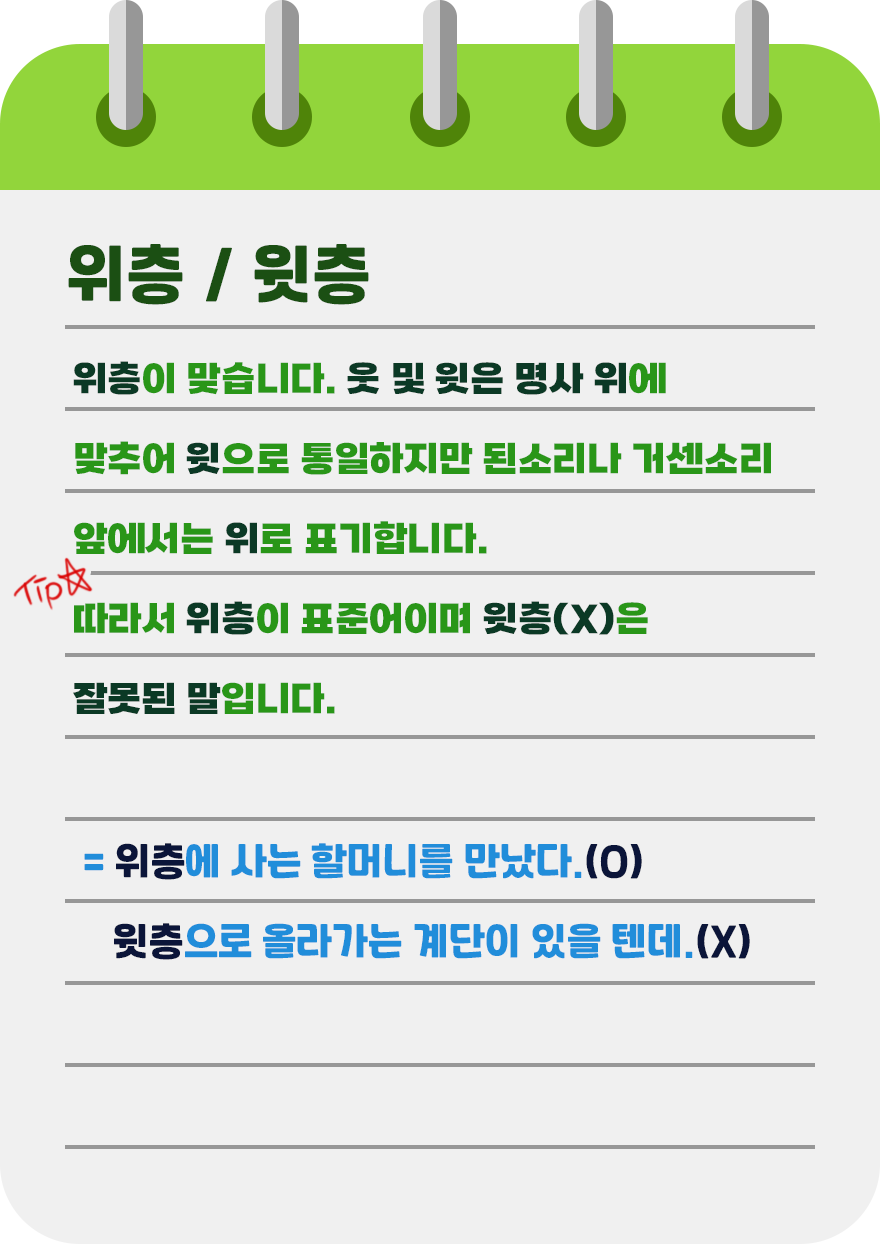 위층 / 윗층
위층이 맞습니다. 웃 및 윗은 명사 위에
맞추어 윗으로 통일하지만 된소리나 거센소리
앞에서는 위로 표기합니다.
Tip☆
따라서 위층이 표준어이며 윗층(X)은
잘못된 말입니다.
= 위층에 사는 할머니를 만났다.(O)
윗층으로 올라가는 계단이 있을 텐데.(X)